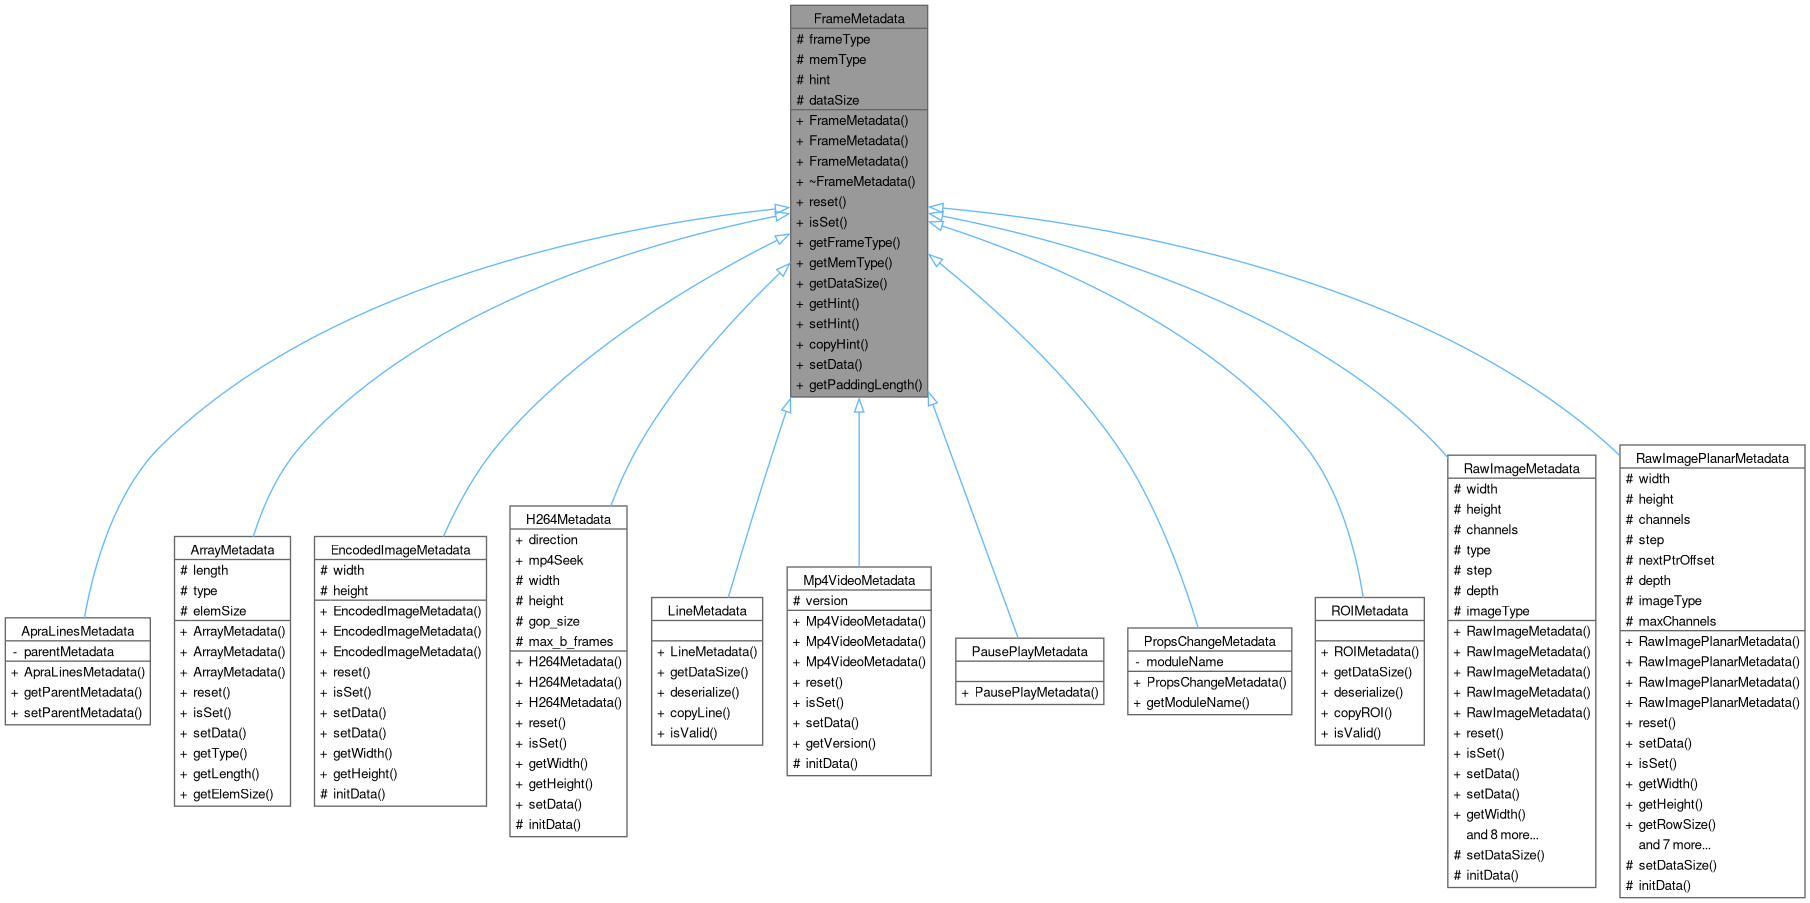 FrameMetadata
# frameType
# memType
# hint
# dataSize
+ FrameMetadata()
+ FrameMetadata()
+ FrameMetadata()
+ ~FrameMetadata()
+ reset()
+ isSet()
+ getFrameType()
+ getMemType()
+ getDataSize()
+ getHint()
+ setHint()
+ copyHint()
+ setData()
+ getPaddingLength()
ApraLinesMetadata
- parentMetadata
+ ApraLinesMetadata()
+ getParentMetadata()
+ setParentMetadata()
ArrayMetadata
# length
# type
# elemSize
+ ArrayMetadata()
+ ArrayMetadata()
+ ArrayMetadata()
+ reset()
+ isSet()
+ setData()
+ getType()
+ getLength()
+ getElemSize()
EncodedImageMetadata
# width
# height
+ EncodedImageMetadata()
+ EncodedImageMetadata()
+ EncodedImageMetadata()
+ reset()
+ isSet()
+ setData()
+ setData()
+ getWidth()
+ getHeight()
# initData()
H264Metadata
+ direction
+ mp4Seek
# width
# height
# gop_size
# max_b_frames
+ H264Metadata()
+ H264Metadata()
+ H264Metadata()
+ reset()
+ isSet()
+ getWidth()
+ getHeight()
+ setData()
# initData()
LineMetadata
+ LineMetadata()
+ getDataSize()
+ deserialize()
+ copyLine()
+ isValid()
Mp4VideoMetadata
# version
+ Mp4VideoMetadata()
+ Mp4VideoMetadata()
+ Mp4VideoMetadata()
+ reset()
+ isSet()
+ setData()
+ getVersion()
# initData()
PausePlayMetadata
+ PausePlayMetadata()
PropsChangeMetadata
- moduleName
+ PropsChangeMetadata()
+ getModuleName()
ROIMetadata
+ ROIMetadata()
+ getDataSize()
+ deserialize()
+ copyROI()
+ isValid()
RawImageMetadata
# width
# height
# channels
# type
# step
# depth
# imageType
+ RawImageMetadata()
+ RawImageMetadata()
+ RawImageMetadata()
+ RawImageMetadata()
+ RawImageMetadata()
+ reset()
+ isSet()
+ setData()
+ setData()
+ getWidth()
and 8 more...
# setDataSize()
# initData()
RawImagePlanarMetadata
# width
# height
# channels
# step
# nextPtrOffset
# depth
# imageType
# maxChannels
+ RawImagePlanarMetadata()
+ RawImagePlanarMetadata()
+ RawImagePlanarMetadata()
+ RawImagePlanarMetadata()
+ reset()
+ setData()
+ isSet()
+ getWidth()
+ getHeight()
+ getRowSize()
and 7 more...
# setDataSize()
# initData()